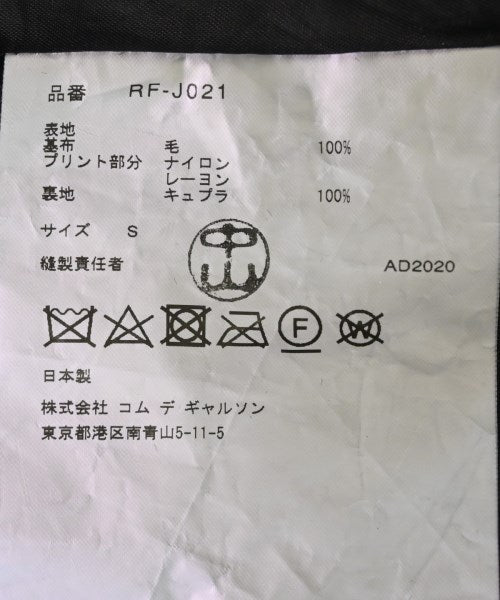 品番 RF-J021
表地
基布 毛 100%
プリント部分 ナイロン
レーヨン
裏地 キュプラ 100%
サイズ S
縫製責任者 中山 AD2020
F W
日本製
株式会社 コム デ ギャルソン
東京都港区南青山5-11-5